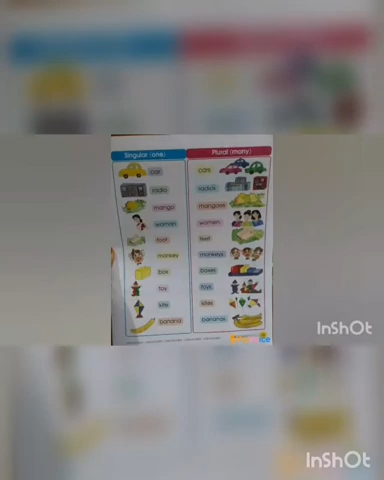 Singular (one) Plural (many)
car cars
radio radios
mango mangoes
woman women
foot feet
monkey monkeys
box boxes
toy toys
kite kites
banana bananas
InShOt
InShOt